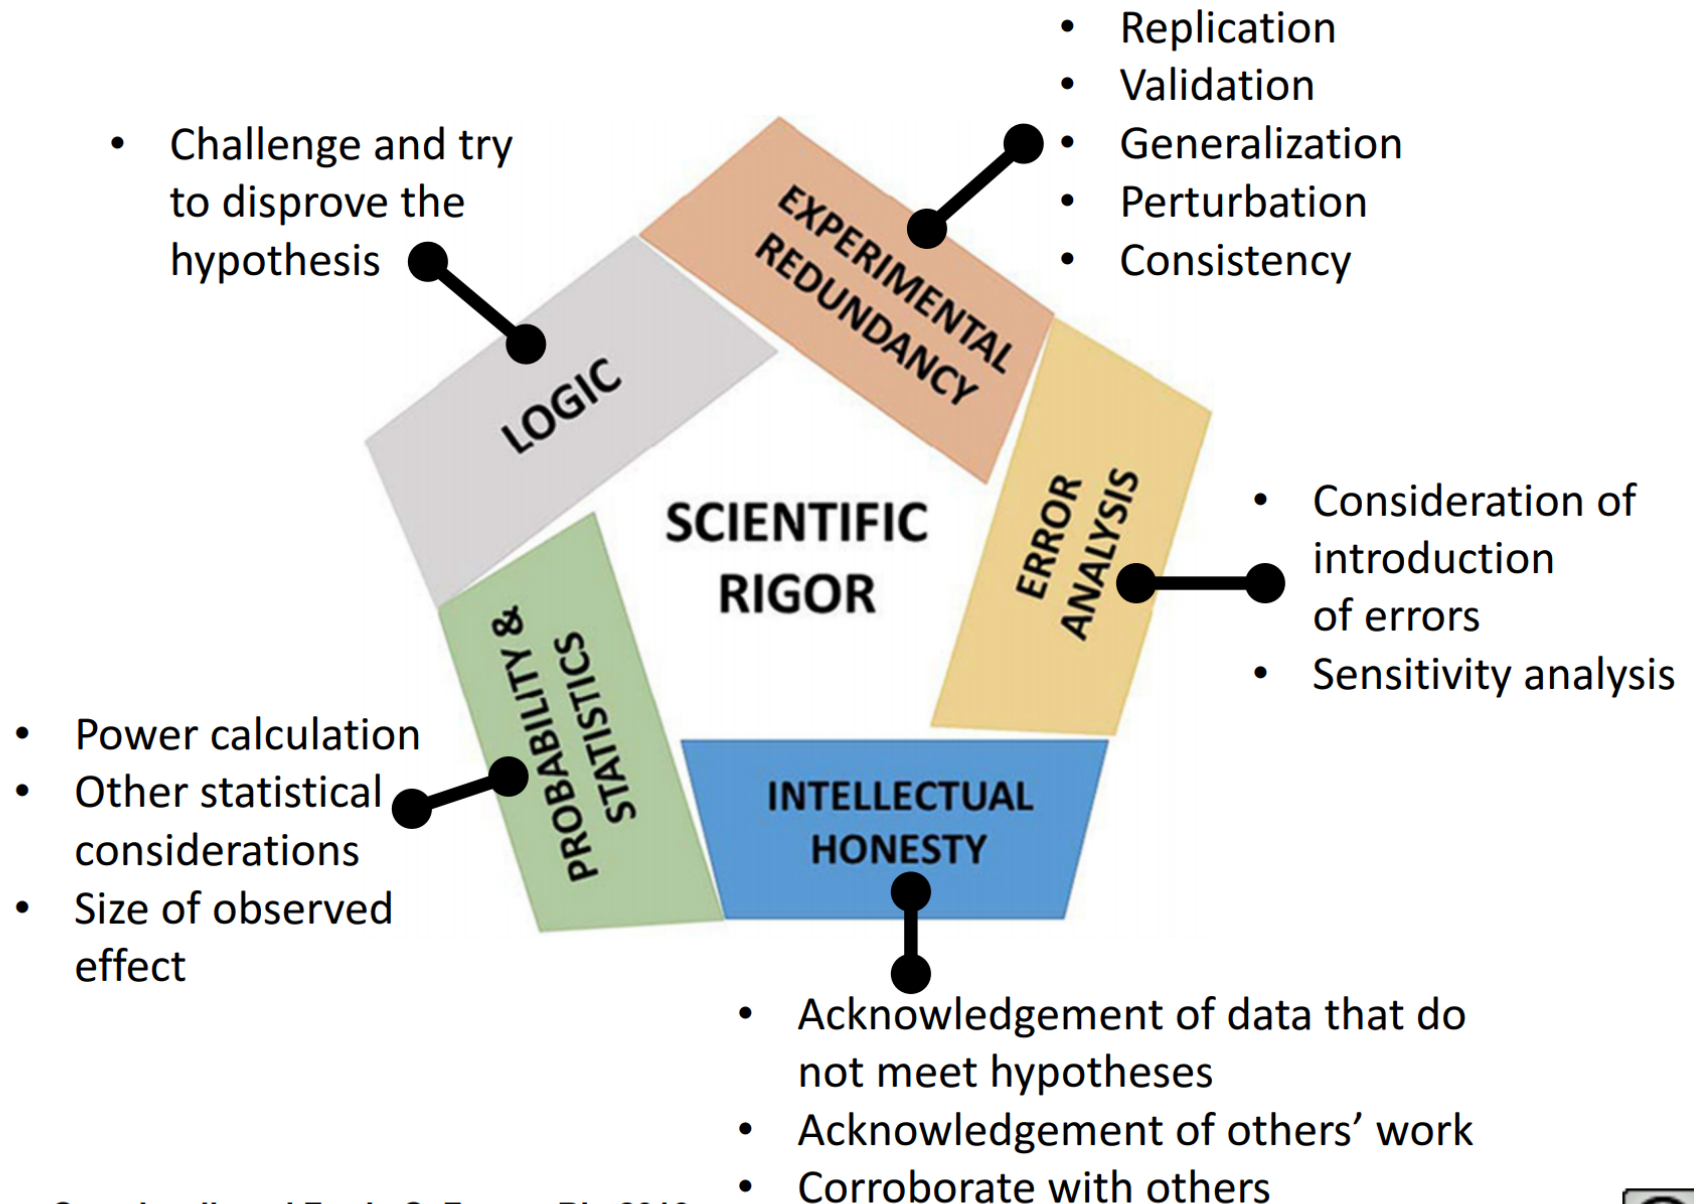 • Replication
• Validation
• Generalization
• Perturbation
• Consistency
• Challenge and try
to disprove the
hypothesis
EXPERIMENTAL
REDUNDANCY
LOGIC
ERROR
ANALYSIS
SCIENTIFIC
RIGOR
• Consideration of
introduction
of errors
• Sensitivity analysis
PROBABILITY &
STATISTICS
• Power calculation
• Other statistical
considerations
• Size of observed
effect
INTELLECTUAL
HONESTY
• Acknowledgement of data that do
not meet hypotheses
• Acknowledgement of others’ work
• Corroborate with others